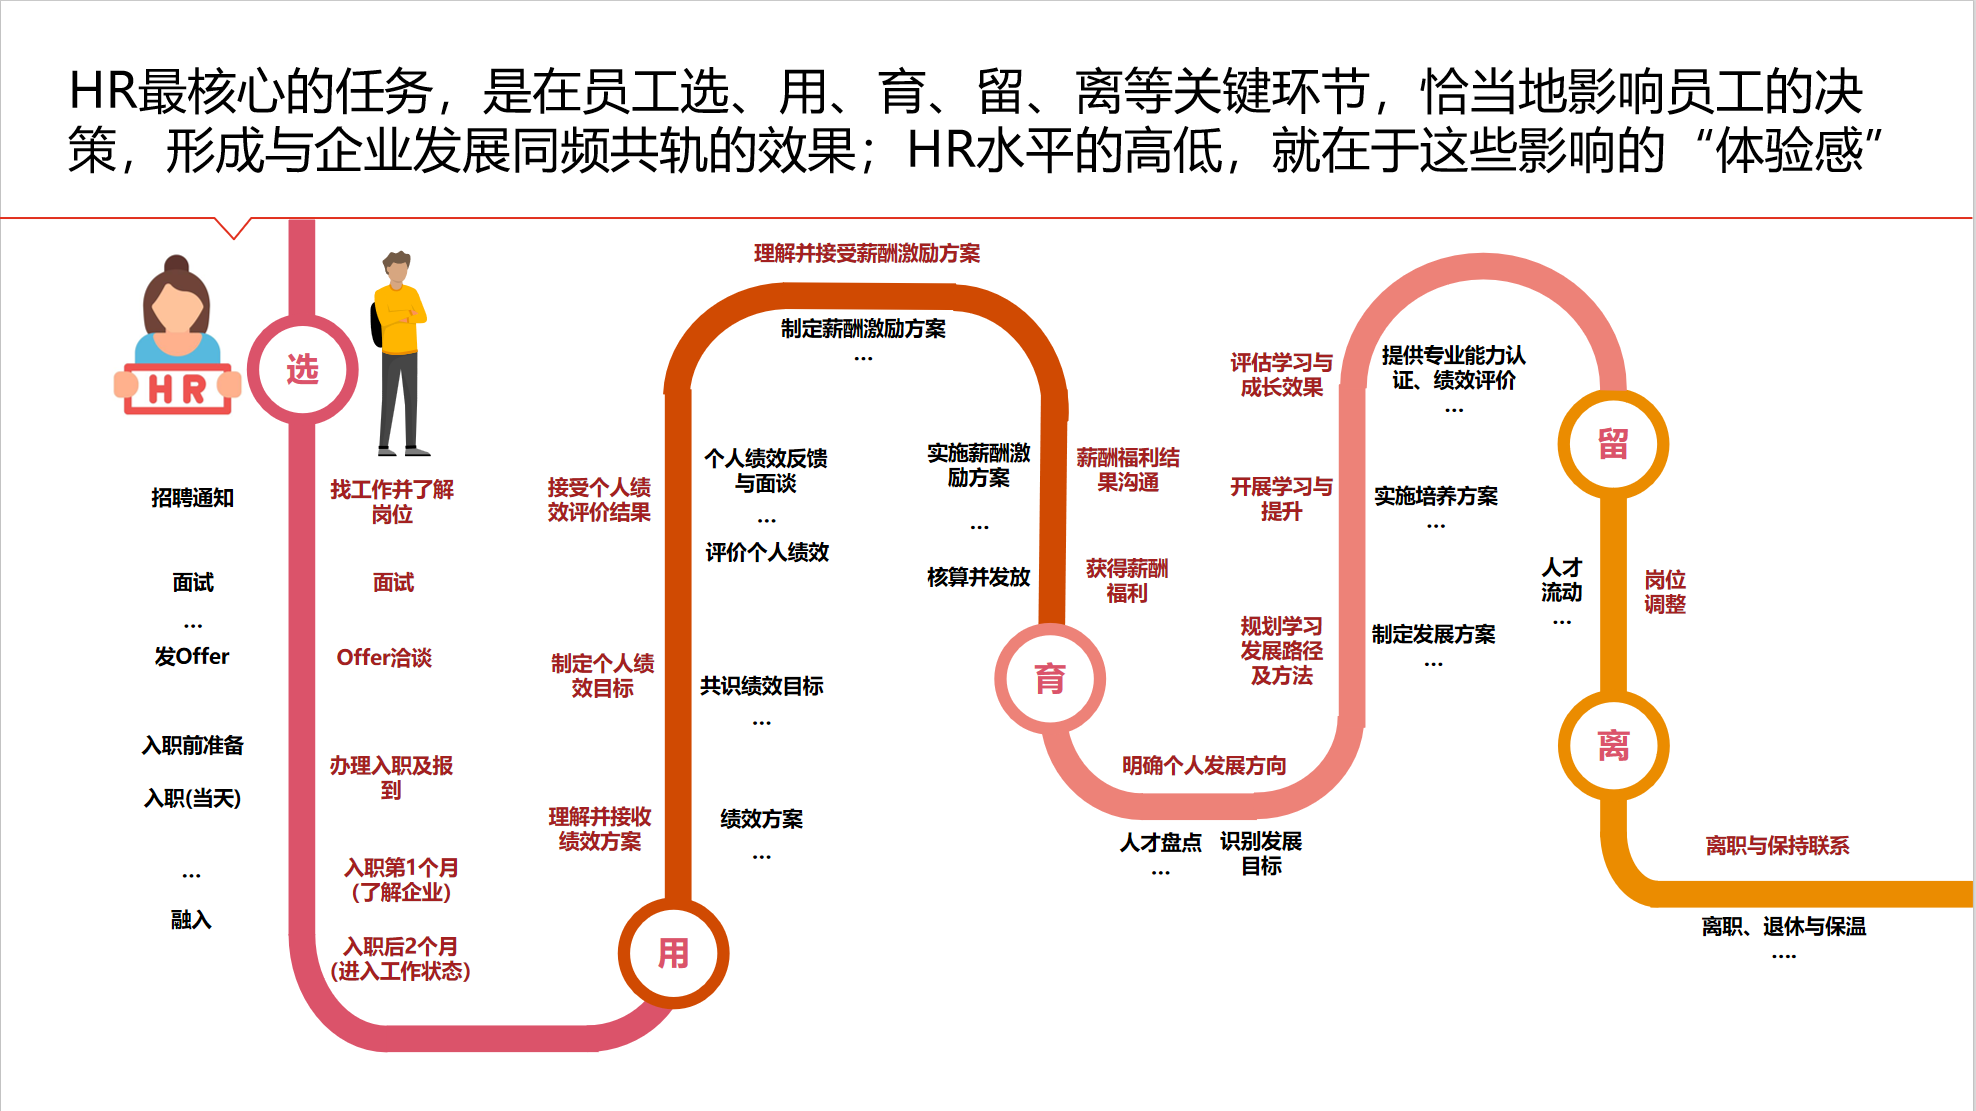 HR最核心的任务，是在员工选、用、育、留、离等关键环节，恰当地影响员工的决
策，形成与企业发展同频共轨的效果；HR水平的高低，就在于这些影响的“体验感”
HR
选
招聘通知
找工作并了解
岗位
面试
...
面试
发Offer
Offer洽谈
入职前准备
入职(当天)
办理入职及报
到
...
入职第1个月
（了解企业）
融入
入职后2个月
（进入工作状态）
用
理解并接收
绩效方案
绩效方案
...
制定个人绩
效目标
共识绩效目标
...
接受个人绩
效评价结果
个人绩效反馈
与面谈
...
评价个人绩效
理解并接受薪酬激励方案
制定薪酬激励方案
...
实施薪酬激
励方案
...
薪酬福利结
果沟通
核算并发放
获得薪酬
福利
育
明确个人发展方向
人才盘点
...
识别发展
目标
规划学习
发展路径
及方法
制定发展方案
...
开展学习与
提升
实施培养方案
...
评估学习与
成长效果
提供专业能力认
证、绩效评价
...
留
人才
流动
...
岗位
调整
离
离职与保持联系
离职、退休与保温
....